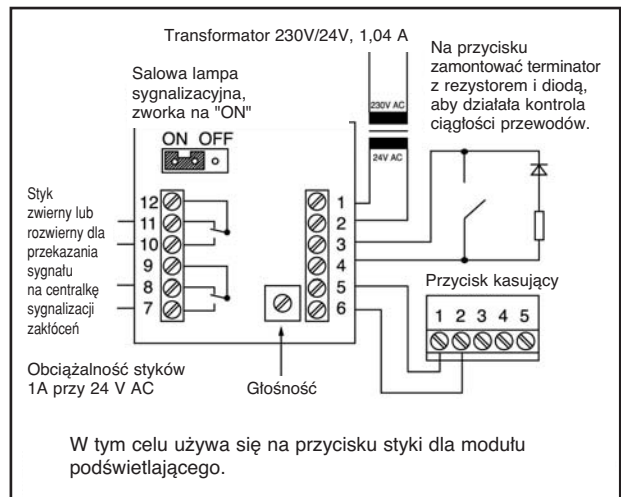 Transformator 230V/24V, 1,04 A
Salowa lampa
sygnalizacyjna,
zworka na "ON"
ON OFF
230V AC
24V AC
Na przycisku
zamontować terminator
z rezystorem i diodą,
aby działała kontrola
ciągłości przewodów.
Styk
zwierny lub
rozwierny dla
przekazania
sygnału
na centralkę
sygnalizacji
zakłóceń
12
11
10
9
8
7
1
2
3
4
5
6
Przycisk kasujący
1 2 3 4 5
Obciążalność styków
1A przy 24 V AC
Głośność
W tym celu używa się na przycisku styki dla modułu
podświetlającego.